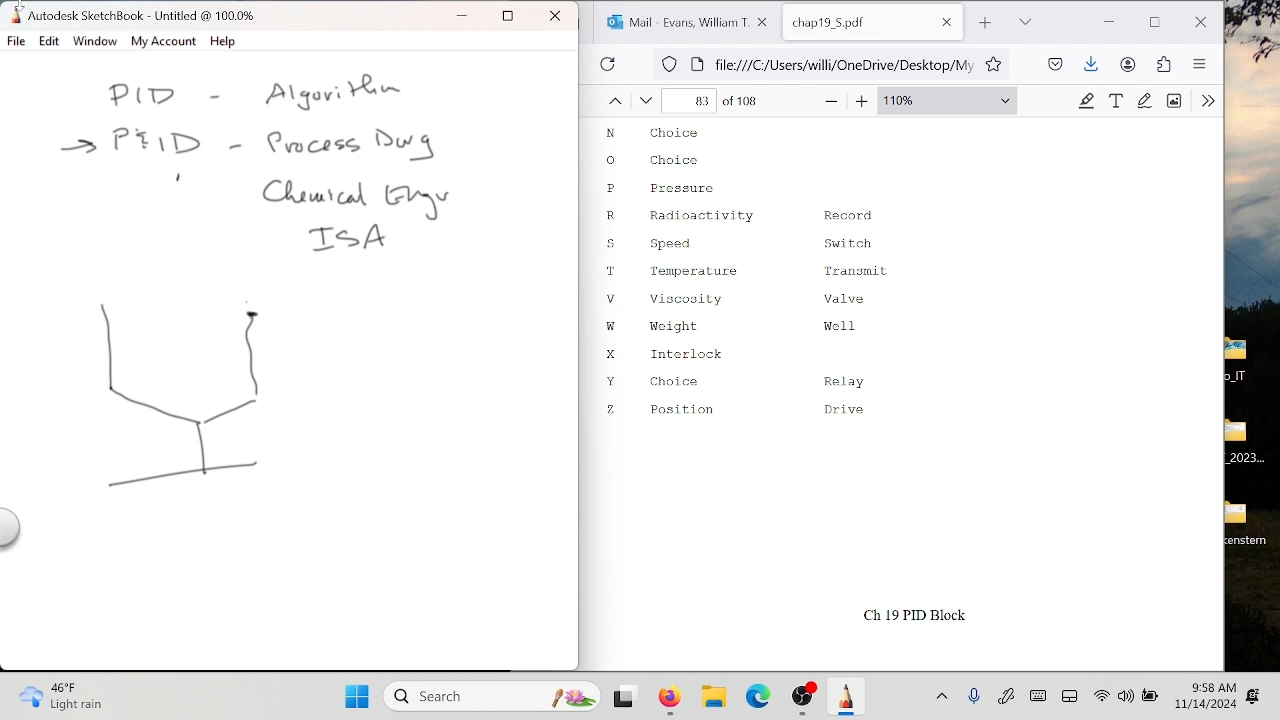 Autodesk SketchBook - Untitled @ 100.0%
File Edit Window My Account Help
PID - Algorithm
→ P&ID - Process Dwg
Chemical Engr
ISA
Mail - Evans, William T.
chap19_S.pdf
file:///C:/Users/willi/OneDrive/Desktop/My
83 of 108
110%
N Choice
O Choice
P Pressure
R Radioactivity Record
S Speed Switch
T Temperature Transmit
V Viscosity Valve
W Weight Well
X Interlock
Y Choice Relay
Z Position Drive
Ch 19 PID Block
o_IT
_2023...
kenstern
46°F
Light rain
Search
9:58 AM
11/14/2024